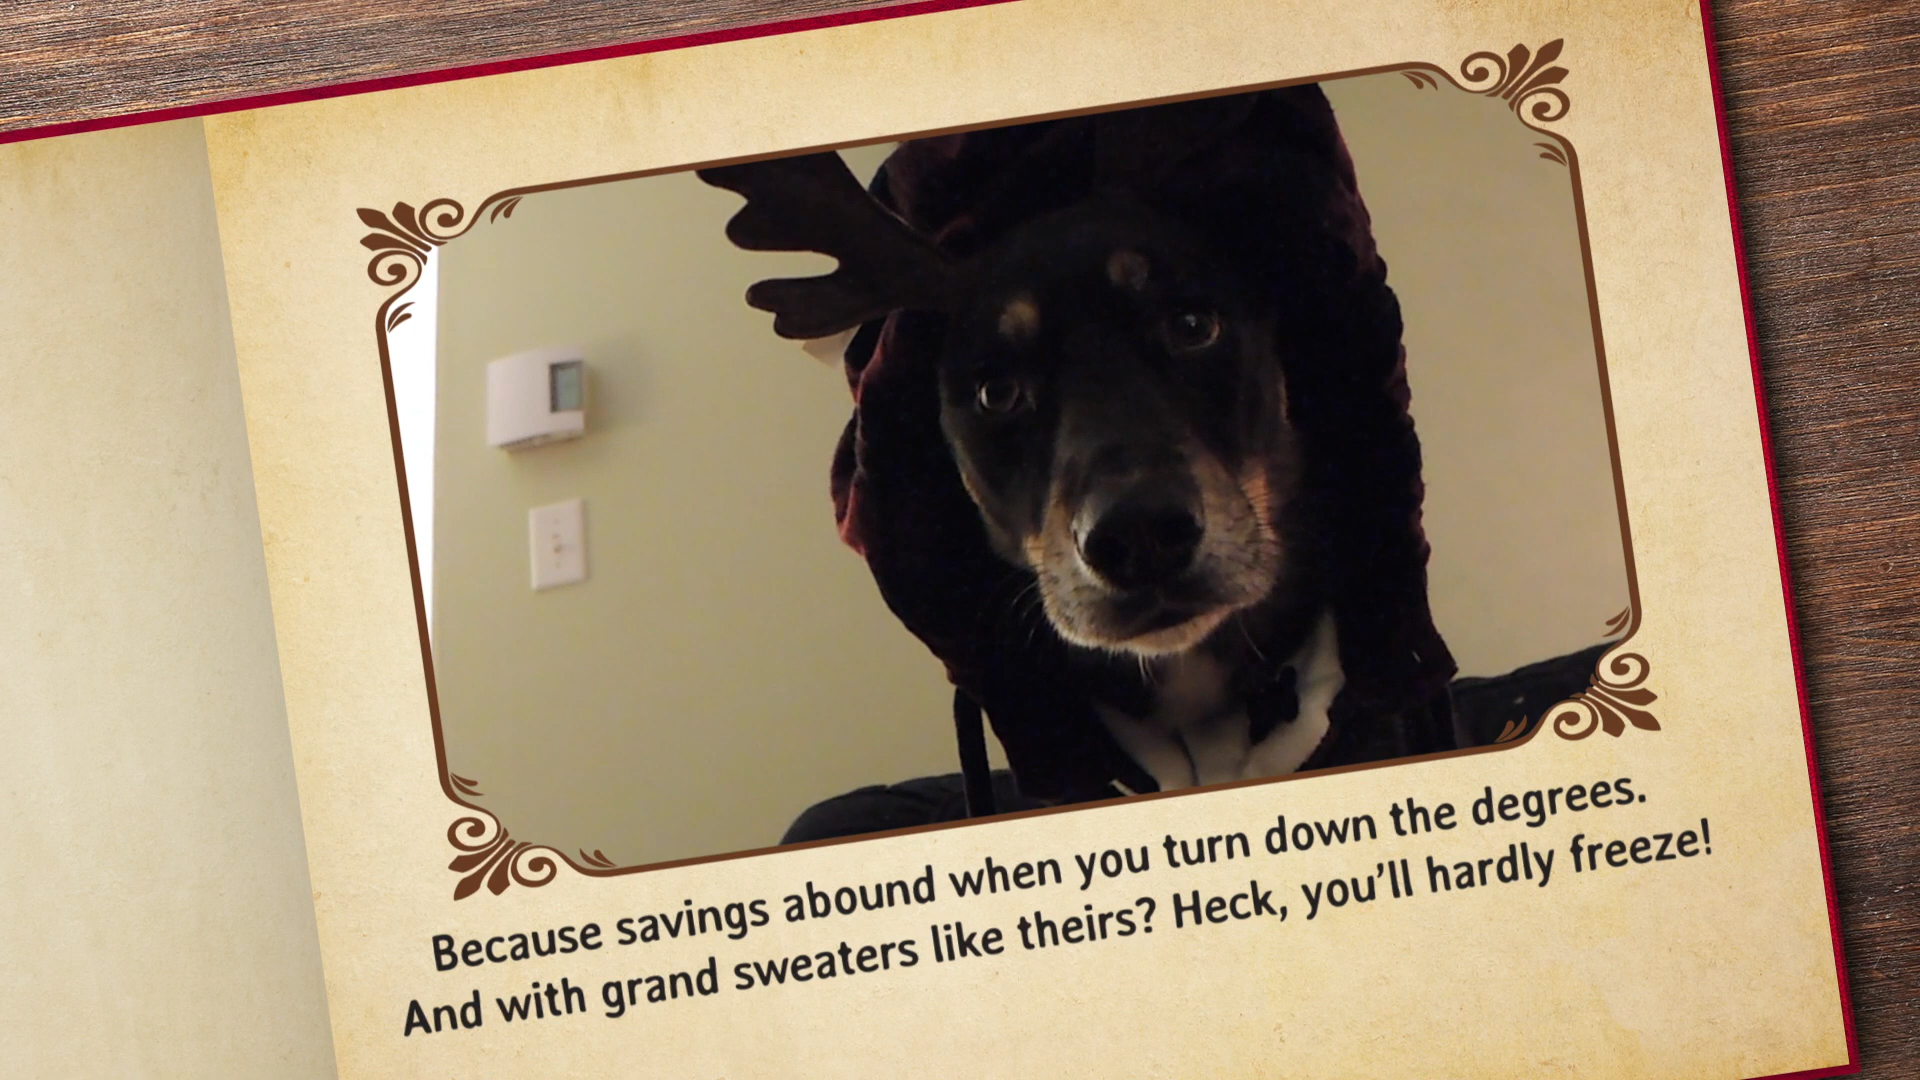 Because savings abound when you turn down the degrees.
And with grand sweaters like theirs? Heck, you’ll hardly freeze!